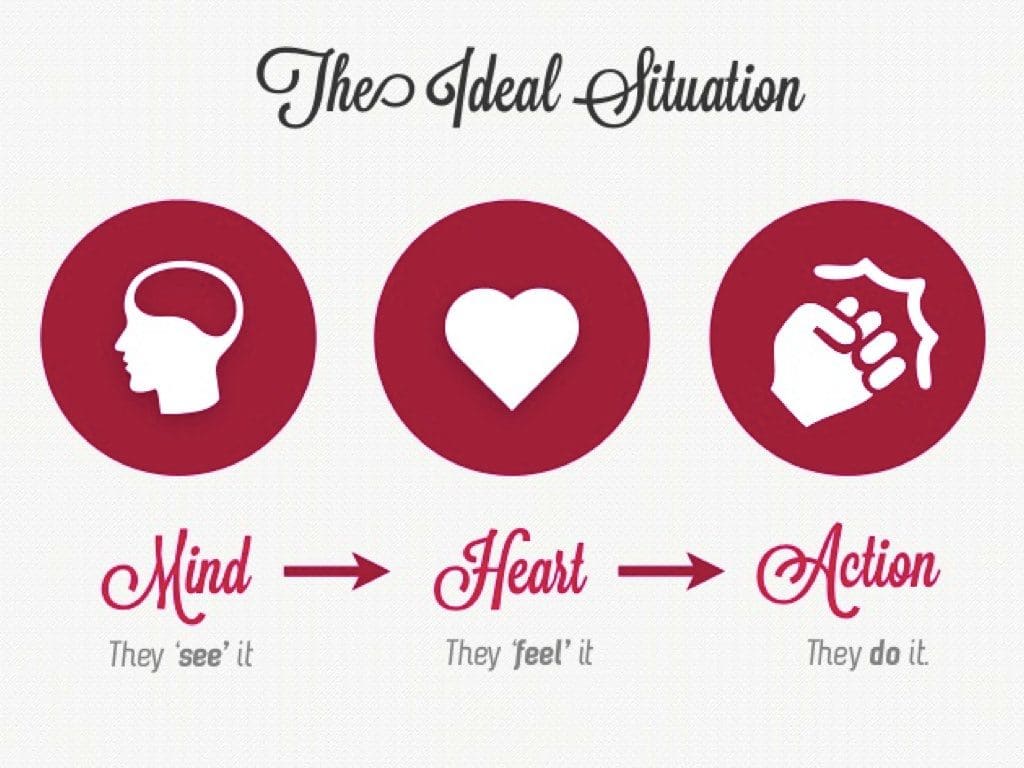 The Ideal Situation
Mind
Heart
Action
They ‘see’ it
They ‘feel’ it
They do it.